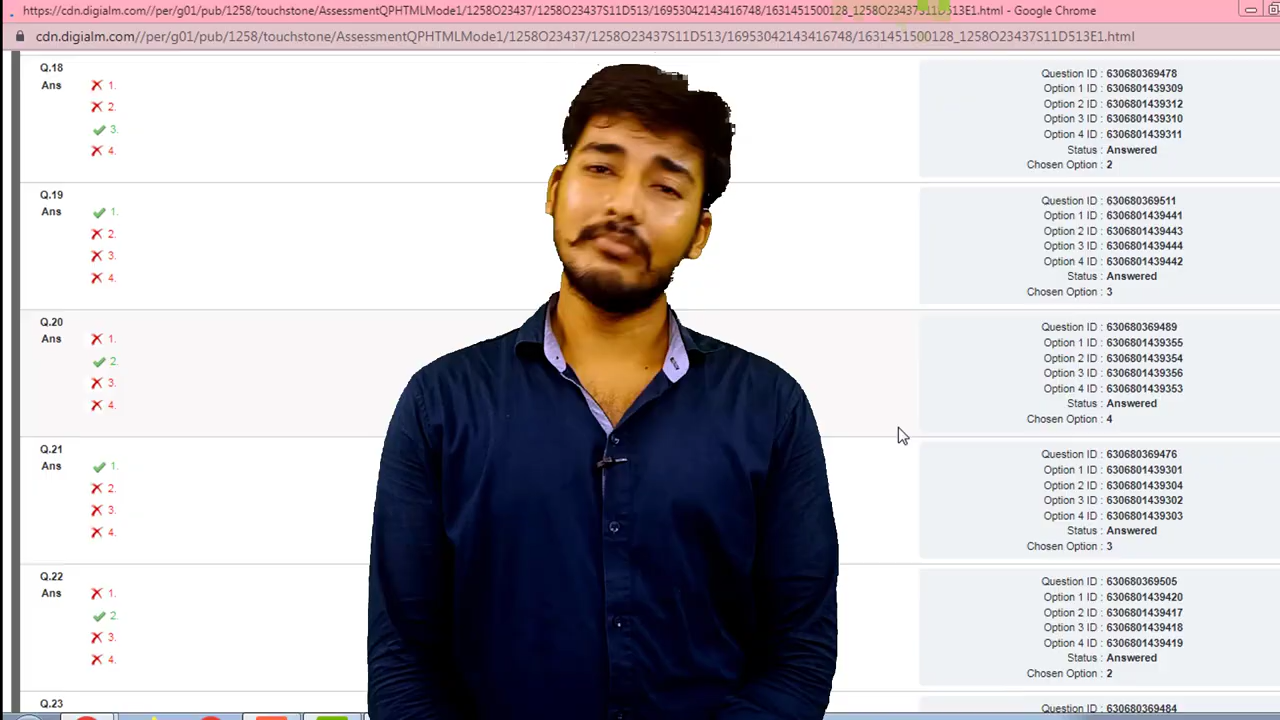 https://cdn.digialm.com//per/g01/pub/1258/touchstone/AssessmentQPHTMLMode1/1258O23437/1258O23437S11D513/16953042143416748/1631451500128_1258O23437S11D513E1.html - Google Chrome
cdn.digialm.com//per/g01/pub/1258/touchstone/AssessmentQPHTMLMode1/1258O23437/1258O23437S11D513/16953042143416748/1631451500128_1258O23437S11D513E1.html
Q.18
Ans
1.
2.
3.
4.
Question ID : 630680369478
Option 1 ID : 6306801439309
Option 2 ID : 6306801439312
Option 3 ID : 6306801439310
Option 4 ID : 6306801439311
Status : Answered
Chosen Option : 2
Q.19
Ans
1.
2.
3.
4.
Question ID : 630680369511
Option 1 ID : 6306801439441
Option 2 ID : 6306801439443
Option 3 ID : 6306801439444
Option 4 ID : 6306801439442
Status : Answered
Chosen Option : 3
Q.20
Ans
1.
2.
3.
4.
Question ID : 630680369489
Option 1 ID : 6306801439355
Option 2 ID : 6306801439354
Option 3 ID : 6306801439356
Option 4 ID : 6306801439353
Status : Answered
Chosen Option : 4
Q.21
Ans
1.
2.
3.
4.
Question ID : 630680369476
Option 1 ID : 6306801439301
Option 2 ID : 6306801439304
Option 3 ID : 6306801439302
Option 4 ID : 6306801439303
Status : Answered
Chosen Option : 3
Q.22
Ans
1.
2.
3.
4.
Question ID : 630680369505
Option 1 ID : 6306801439420
Option 2 ID : 6306801439417
Option 3 ID : 6306801439418
Option 4 ID : 6306801439419
Status : Answered
Chosen Option : 2
Q.23
Question ID : 630680369484